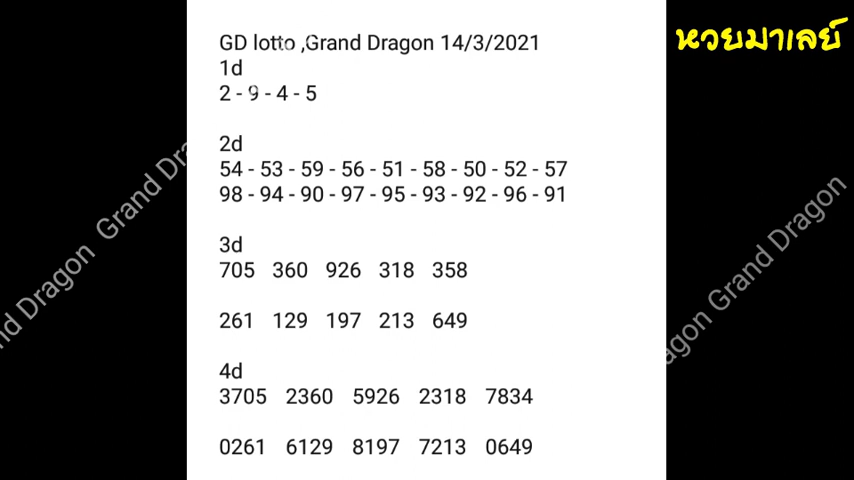 GD lotto ,Grand Dragon 14/3/2021
หวยมาเลย์
1d
2 - 9 - 4 - 5
2d
54 - 53 - 59 - 56 - 51 - 58 - 50 - 52 - 57
98 - 94 - 90 - 97 - 95 - 93 - 92 - 96 - 91
3d
705 360 926 318 358
261 129 197 213 649
4d
3705 2360 5926 2318 7834
0261 6129 8197 7213 0649
Grand Dragon
Grand Dragon